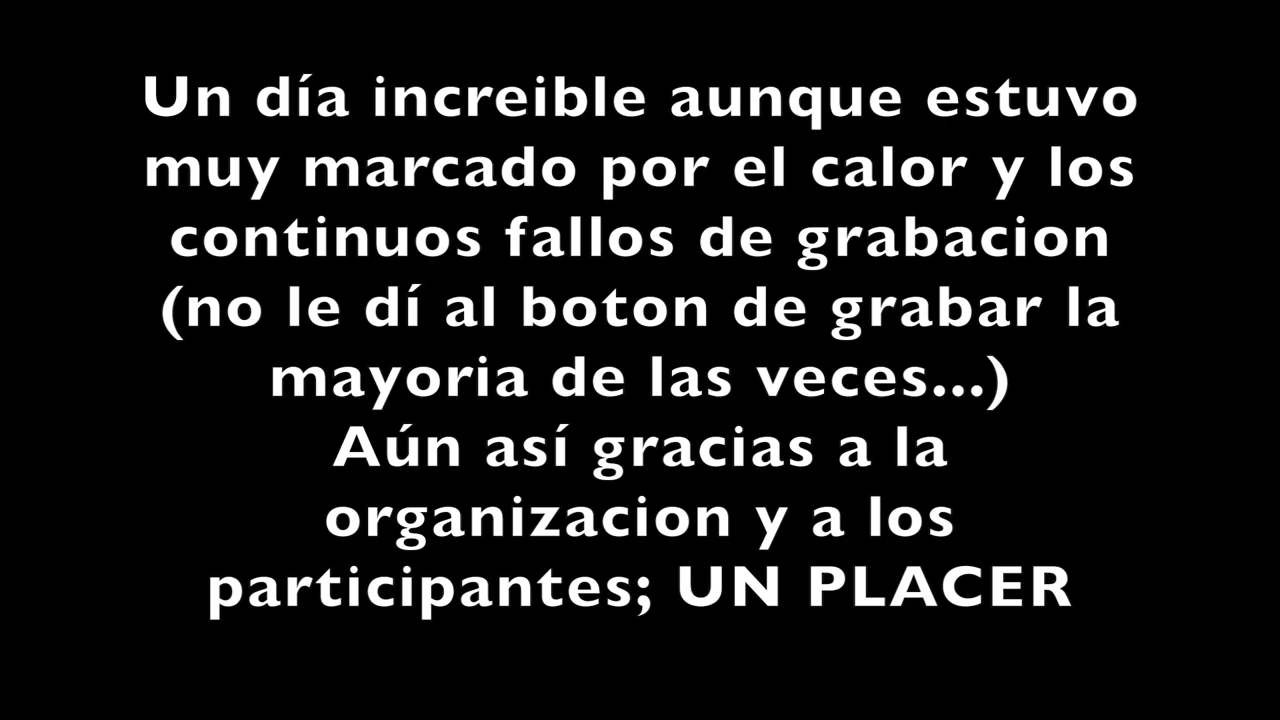 Un día increible aunque estuvo
muy marcado por el calor y los
continuos fallos de grabacion
(no le dí al boton de grabar la
mayoria de las veces...)
Aún así gracias a la
organizacion y a los
participantes; UN PLACER